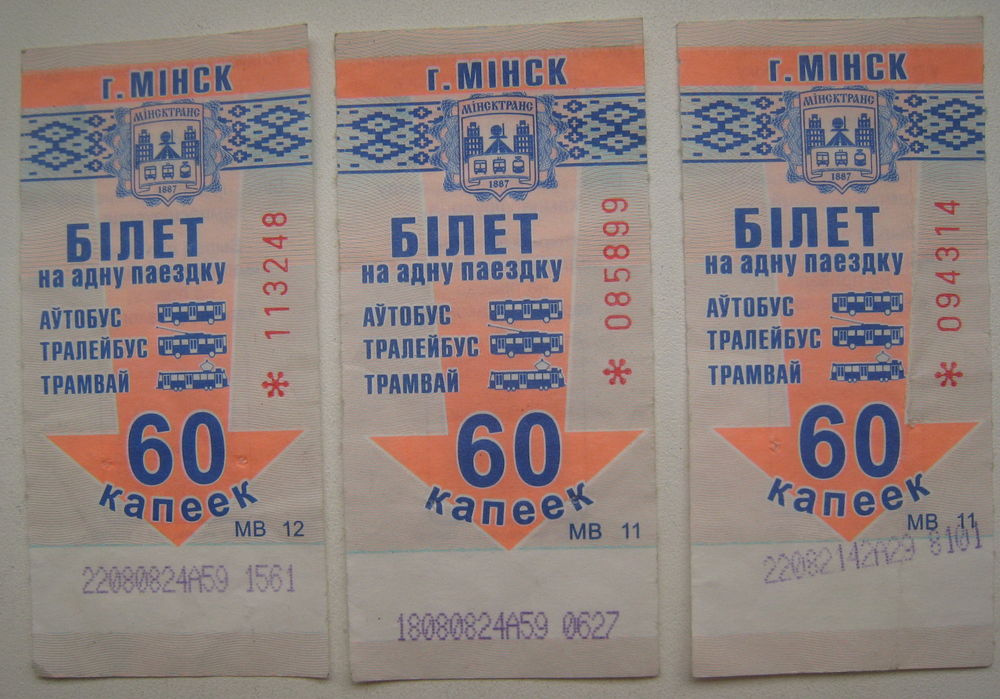 г. МІНСК
МІНСКТРАНС
1887
БІЛЕТ
на адну паездку
АЎТОБУС
ТРАЛЕЙБУС
ТРАМВАЙ
113248
60
капеек
МВ 12
22080824А59 1561
г. МІНСК
МІНСКТРАНС
1887
БІЛЕТ
на адну паездку
АЎТОБУС
ТРАЛЕЙБУС
ТРАМВАЙ
085899
60
капеек
МВ 11
18080824А59 0627
г. МІНСК
МІНСКТРАНС
1887
БІЛЕТ
на адну паездку
АЎТОБУС
ТРАЛЕЙБУС
ТРАМВАЙ
094314
60
капеек
МВ 11
22082142А29 8101